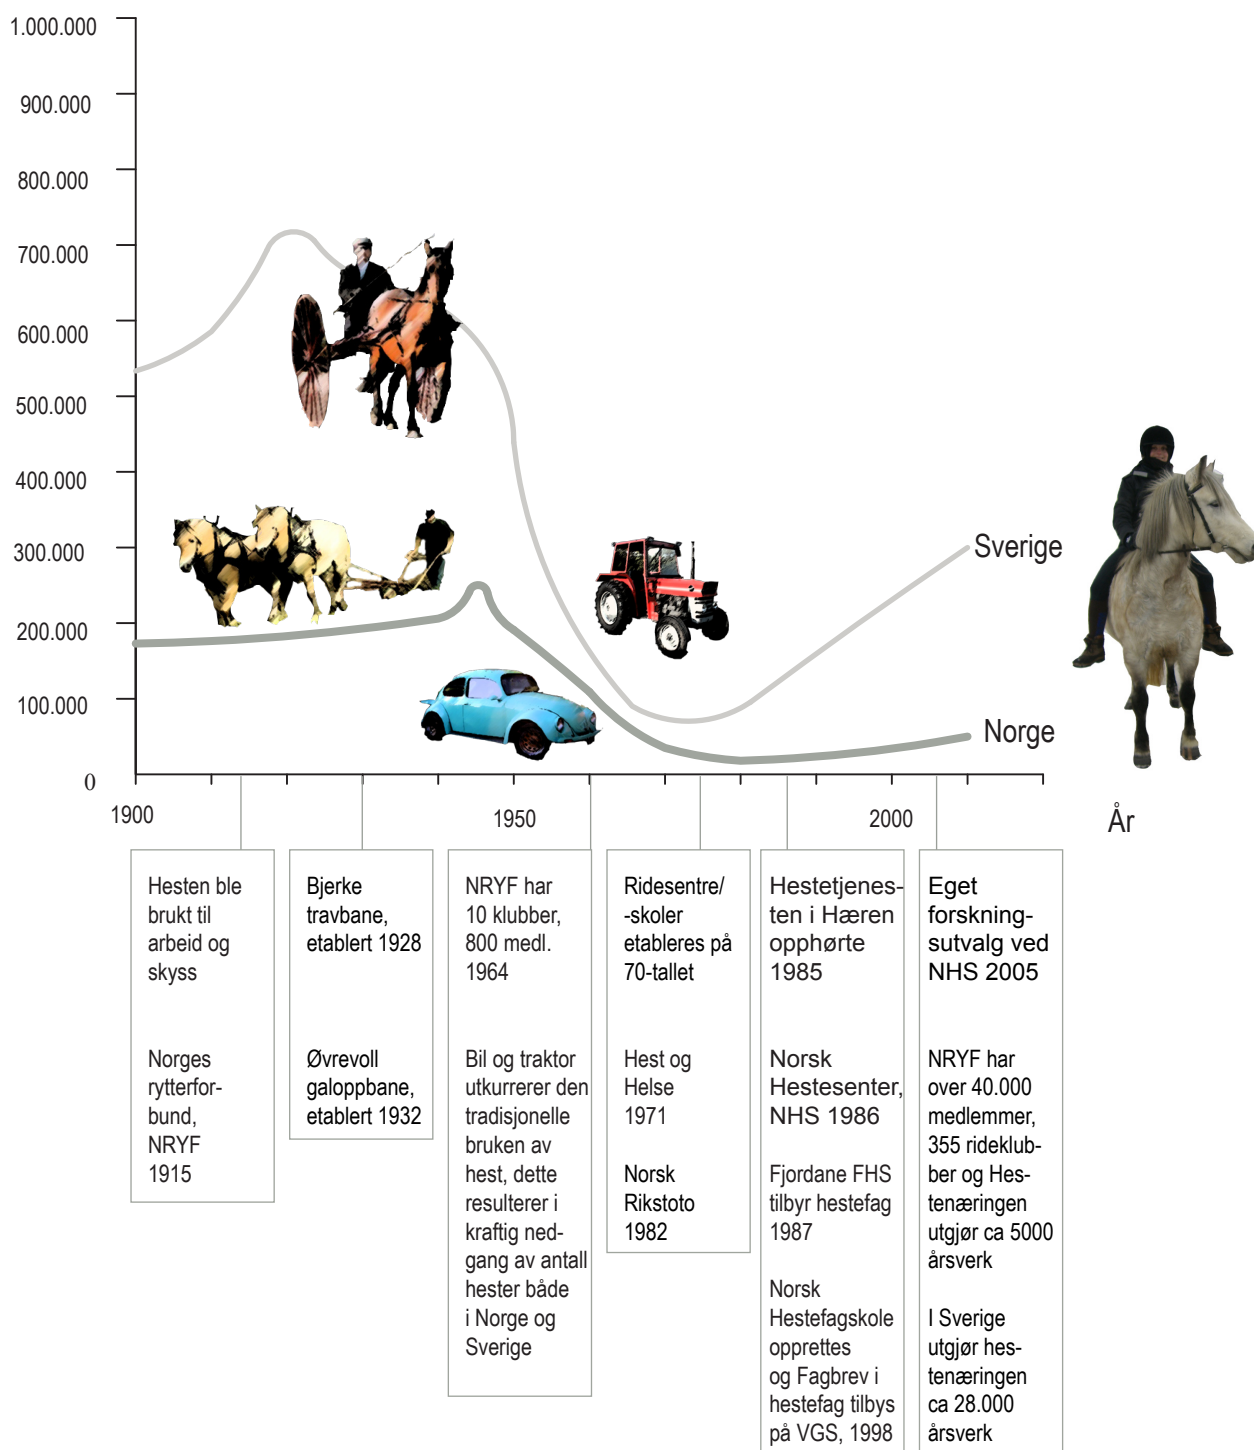 1.000.000
900.000
800.000
700.000
600.000
500.000
400.000
300.000
200.000
100.000
0
Sverige
Norge
1900
1950
2000
År
Hesten ble
brukt til
arbeid og
skyss
Norges
rytterfor-
bund,
NRYF
1915
Bjerke
travbane,
etablert 1928
Øvrevoll
galoppbane,
etablert 1932
NRYF har
10 klubber,
800 medl.
1964
Bil og traktor
utkurrerer den
tradisjonelle
bruken av
hest, dette
resulterer i
kraftig ned-
gang av antall
hester både
i Norge og
Sverige
Ridesentre/
-skoler
etableres på
70-tallet
Hest og
Helse
1971
Norsk
Rikstoto
1982
Hestetjenes-
ten i Hæren
opphørte
1985
Norsk
Hestesenter,
NHS 1986
Fjordane FHS
tilbyr hestefag
1987
Norsk
Hestefagskole
opprettes
og Fagbrev i
hestefag tilbys
på VGS, 1998
Eget
forskning-
sutvalg ved
NHS 2005
NRYF har
over 40.000
medlemmer,
355 rideklub-
ber og Hes-
tenæringen
utgjør ca 5000
årsverk
I Sverige
utgjør hes-
tenæringen
ca 28.000
årsverk